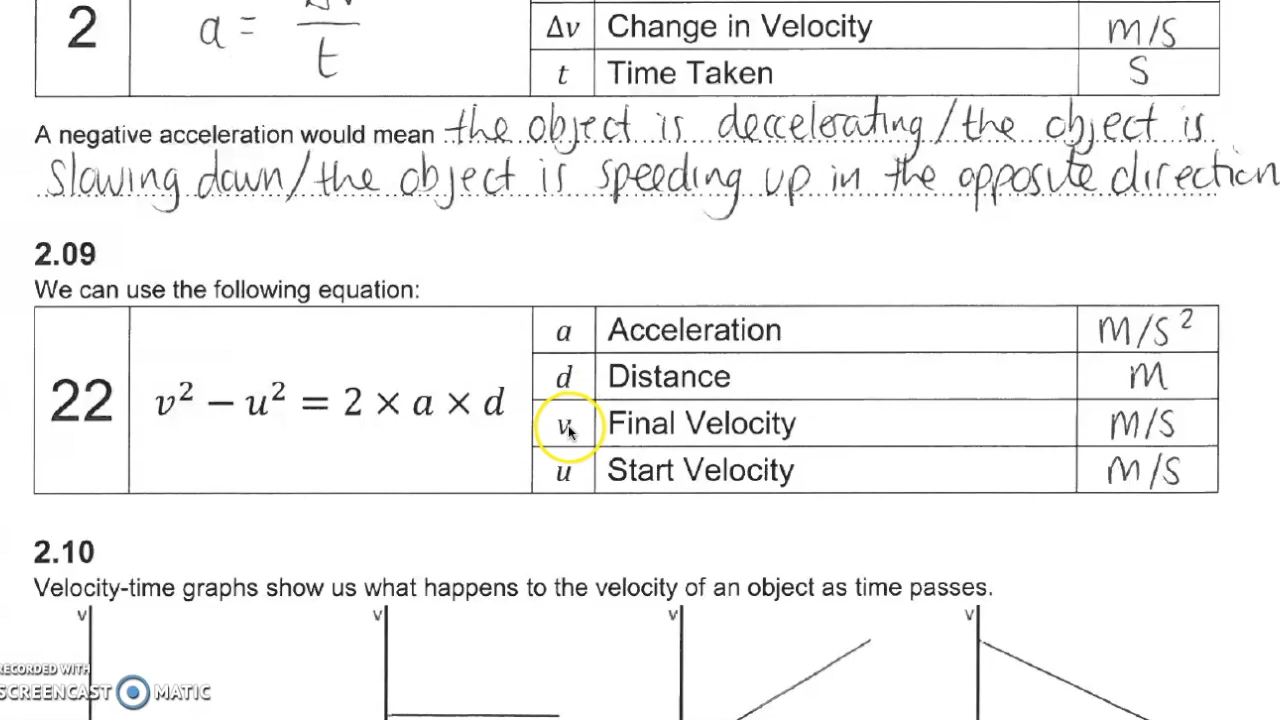 Δv Change in Velocity m/s
2 a = Δv / t
t Time Taken s
A negative acceleration would mean the object is deccelerating/the object is
slowing down/the object is speeding up in the opposite direction
2.09
We can use the following equation:
22 v² − u² = 2 × a × d
a Acceleration m/s²
d Distance m
v Final Velocity m/s
u Start Velocity m/s
2.10
Velocity-time graphs show us what happens to the velocity of an object as time passes.
v v v v
RECORDED WITH
SCREENCAST MATIC